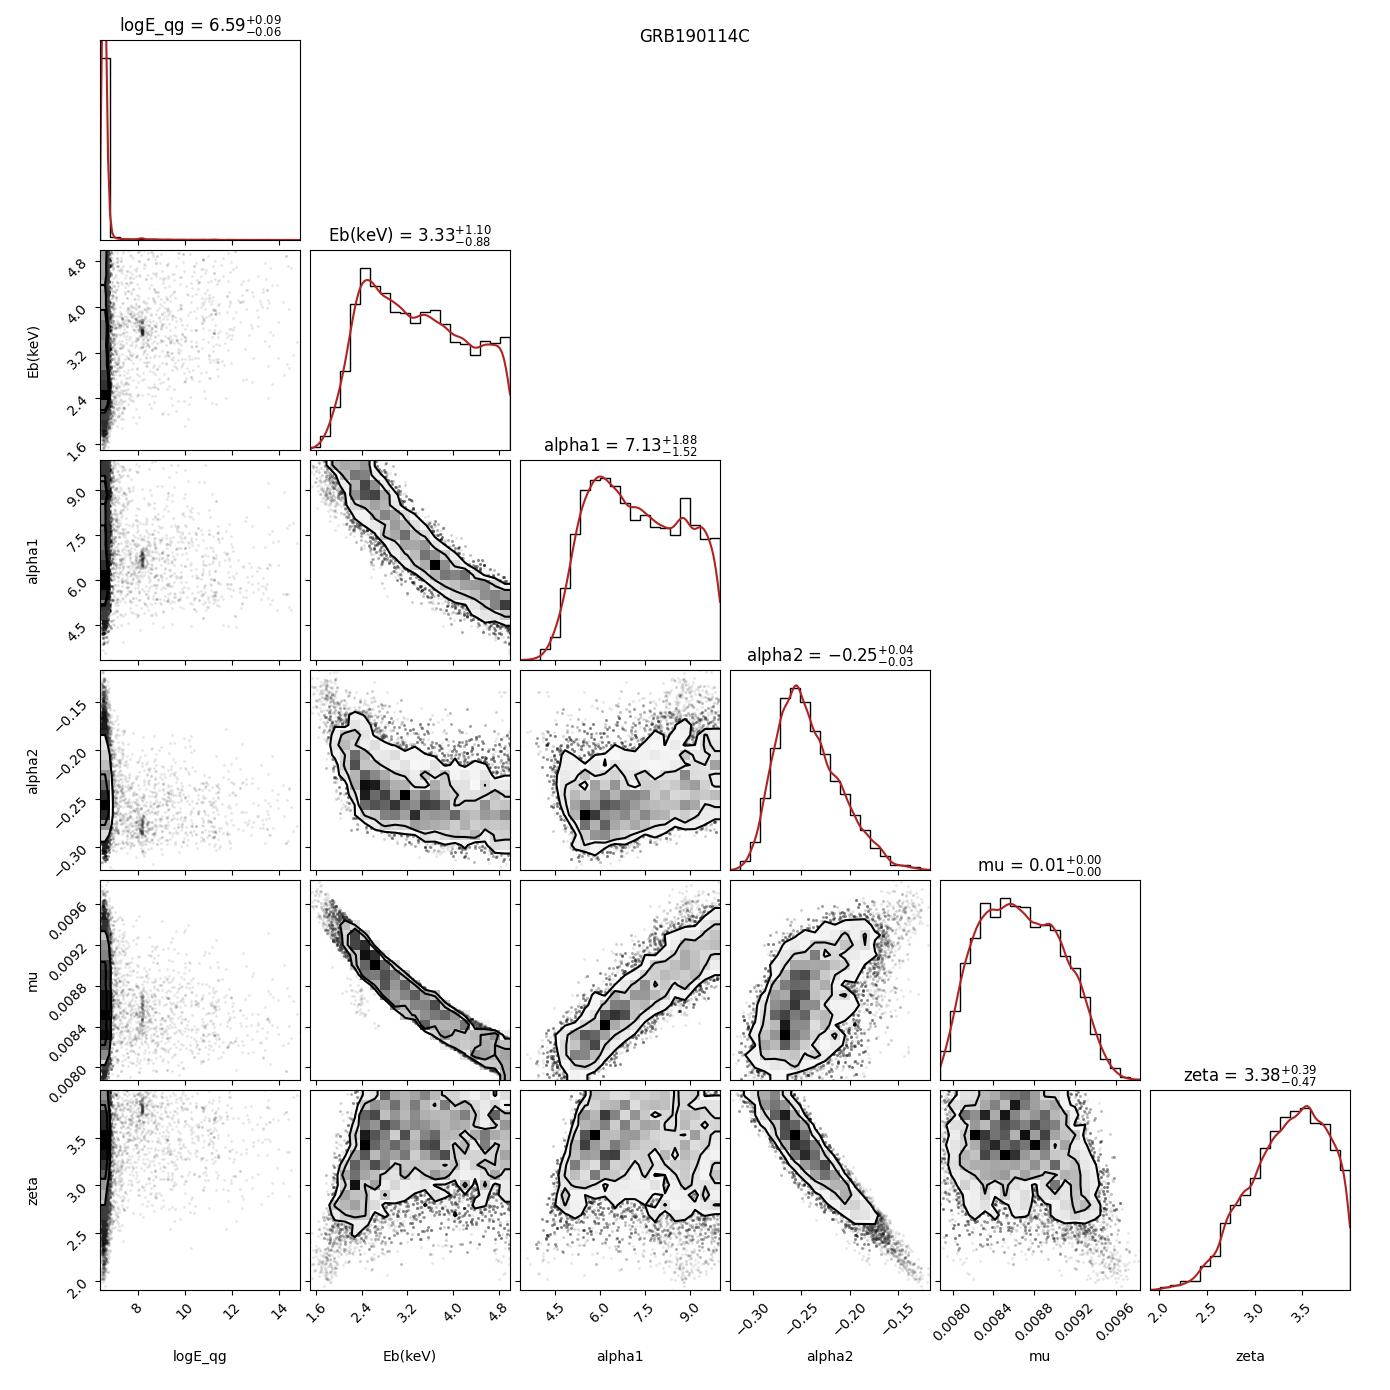 GRB190114C
logE_qg = 6.59 +0.09 −0.06
Eb(keV) = 3.33 +1.10 −0.88
Eb(keV)
4.8
4.0
3.2
2.4
1.6
alpha1 = 7.13 +1.88 −1.52
alpha1
9.0
7.5
6.0
4.5
alpha2 = −0.25 +0.04 −0.03
alpha2
−0.15
−0.20
−0.25
−0.30
mu = 0.01 +0.00 −0.00
mu
0.0096
0.0092
0.0088
0.0084
0.0080
zeta = 3.38 +0.39 −0.47
zeta
3.5
3.0
2.5
2.0
8 10 12 14
1.6 2.4 3.2 4.0 4.8
4.5 6.0 7.5 9.0
−0.30 −0.25 −0.20 −0.15
0.0080 0.0084 0.0088 0.0092 0.0096
2.0 2.5 3.0 3.5
logE_qg Eb(keV) alpha1 alpha2 mu zeta